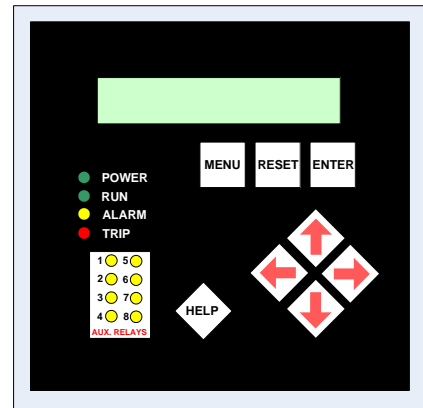 MENU RESET ENTER
POWER
RUN
ALARM
TRIP
1 5
2 6
3 7
4 8
AUX. RELAYS
HELP